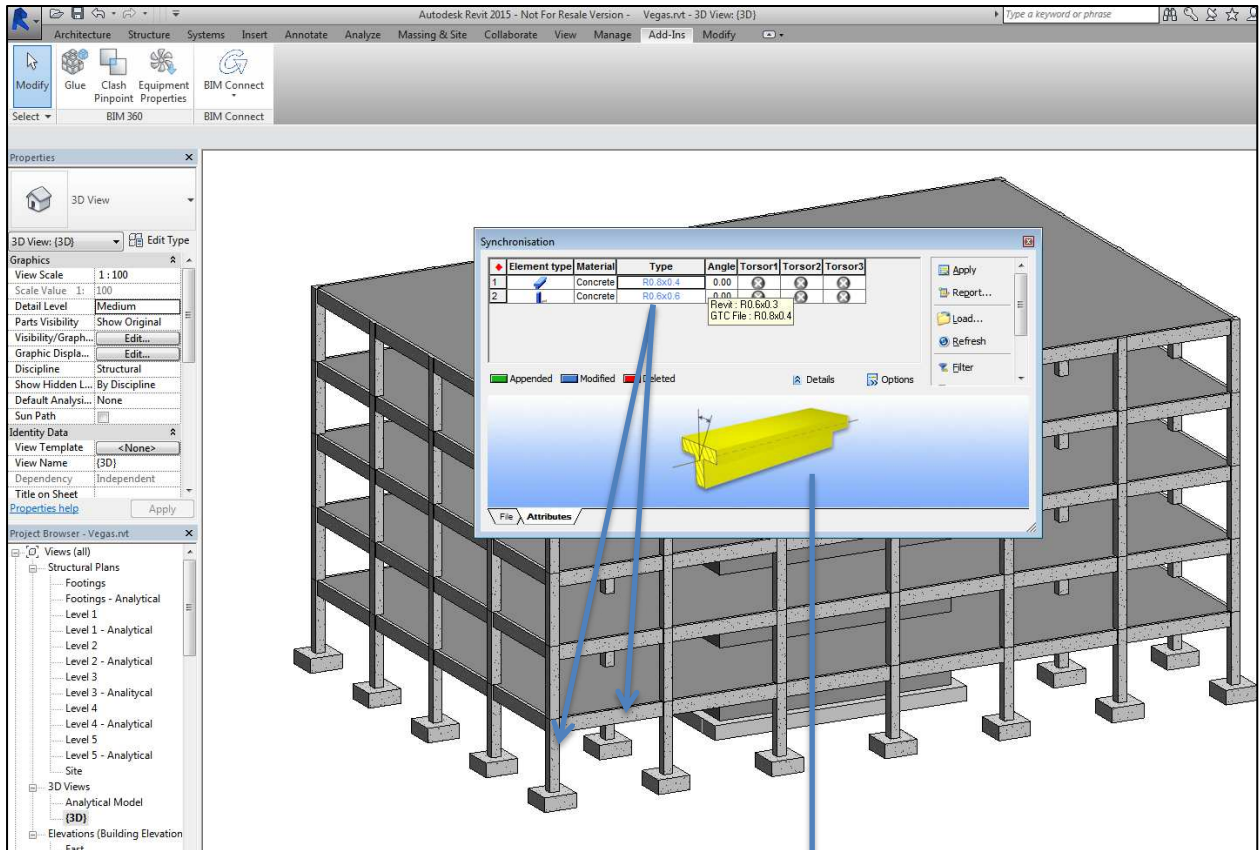 Autodesk Revit 2015 - Not For Resale Version - Vegas.rvt - 3D View: {3D}
Type a keyword or phrase
Architecture Structure Systems Insert Annotate Analyze Massing & Site Collaborate View Manage Add-Ins Modify
Modify
Glue
Clash
Pinpoint
Equipment
Properties
BIM Connect
Select
BIM 360
BIM Connect
Properties
3D View
3D View: {3D}
Edit Type
Graphics
View Scale 1 : 100
Scale Value 1: 100
Detail Level Medium
Parts Visibility Show Original
Visibility/Graph... Edit...
Graphic Displa... Edit...
Discipline Structural
Show Hidden L... By Discipline
Default Analysi... None
Sun Path
Identity Data
View Template <None>
View Name {3D}
Dependency Independent
Title on Sheet
Properties help
Apply
Project Browser - Vegas.rvt
Views (all)
Structural Plans
Footings
Footings - Analytical
Level 1
Level 1 - Analytical
Level 2
Level 2 - Analytical
Level 3
Level 3 - Analitycal
Level 4
Level 4 - Analytical
Level 5
Level 5 - Analytical
Site
3D Views
Analytical Model
{3D}
Elevations (Building Elevation
East
Synchronisation
Element type Material Type Angle Torsor1 Torsor2 Torsor3
1 Concrete R0.8x0.4 0.00
2 Concrete R0.6x0.6 0.00
Revit : R0.6x0.3
GTC File : R0.8x0.4
Apply
Report...
Load...
Refresh
Filter
Appended
Modified
Deleted
Details
Options
File
Attributes